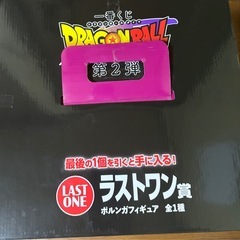 一番くじ
DRAGONBALL
第2弾
最後の1個を引くと手に入る!
LAST ONE ラストワン賞
ポルンガフィギュア 全1種